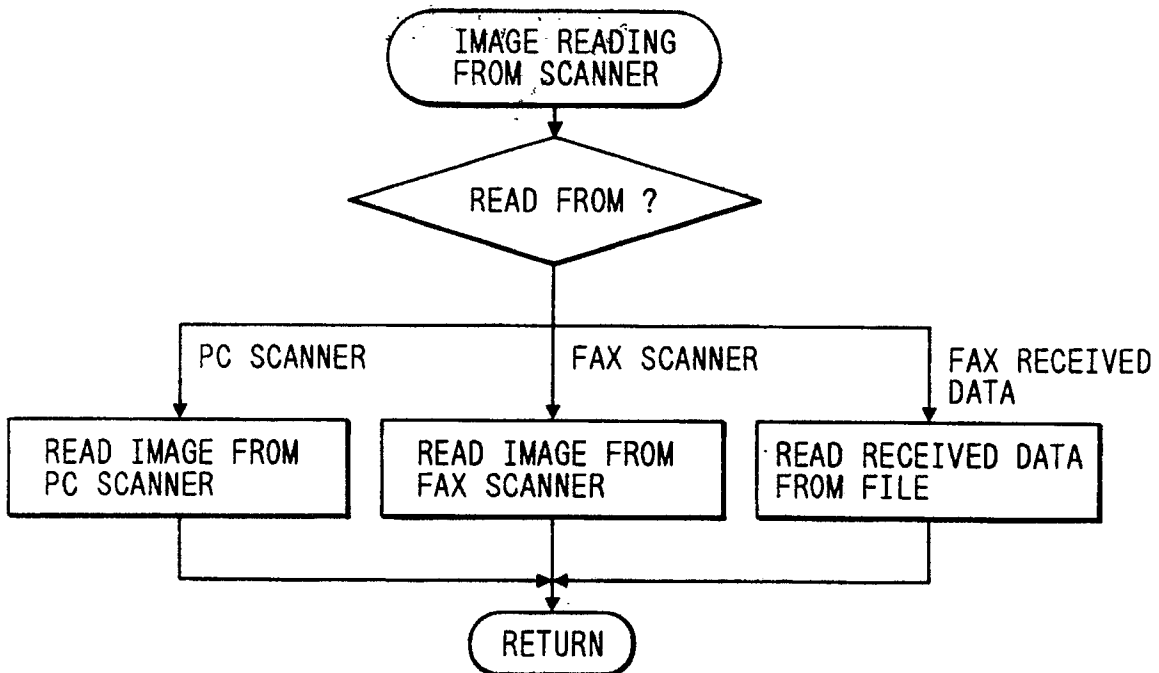 IMAGE READING
FROM SCANNER
READ FROM ?
PC SCANNER
FAX SCANNER
FAX RECEIVED
DATA
READ IMAGE FROM
PC SCANNER
READ IMAGE FROM
FAX SCANNER
READ RECEIVED DATA
FROM FILE
RETURN